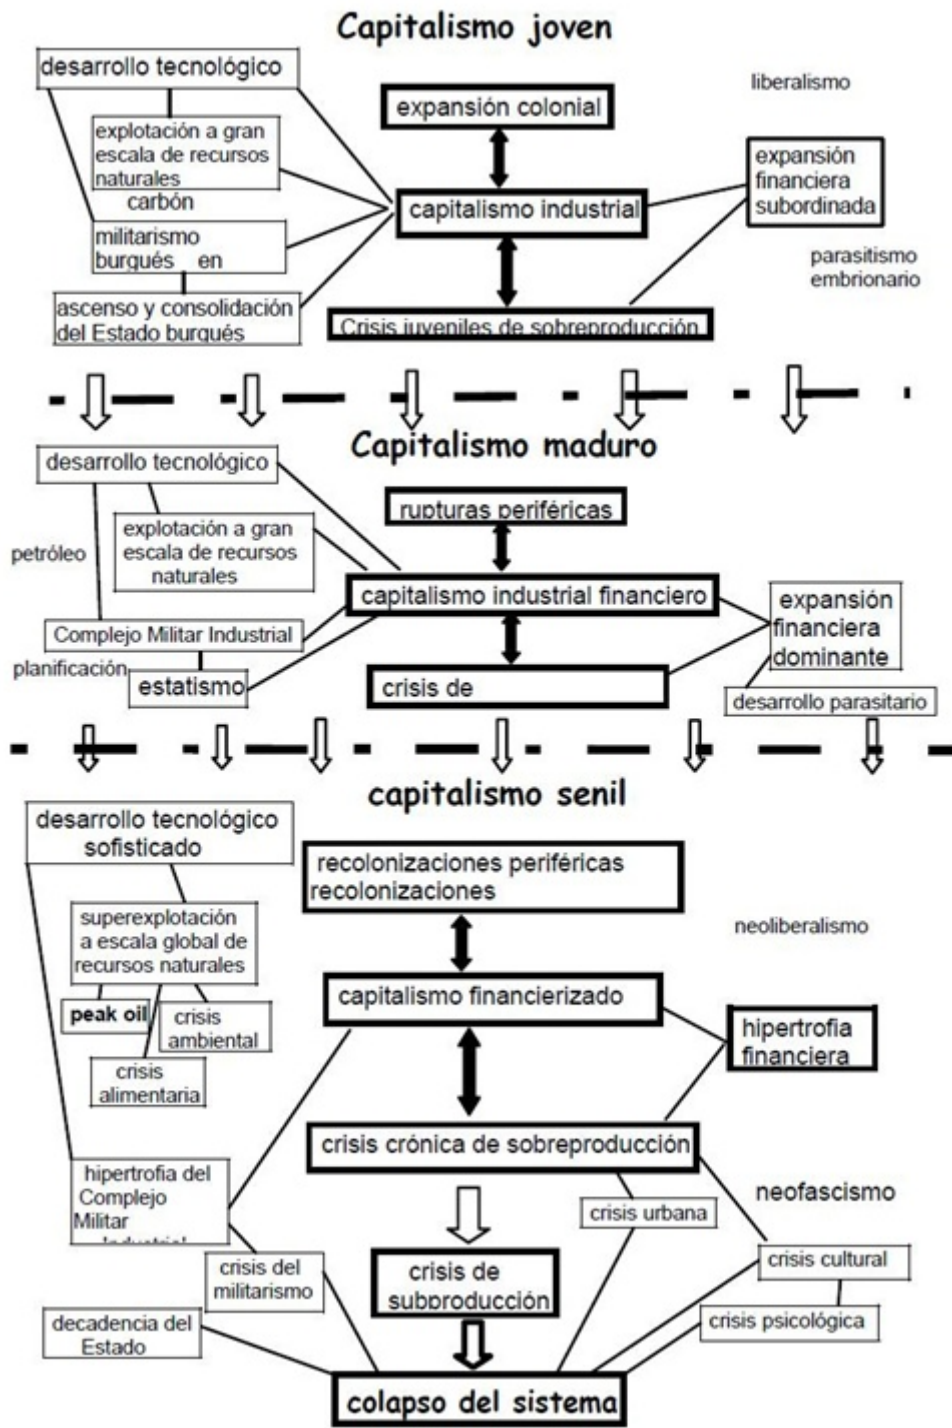 Capitalismo joven
desarrollo tecnológico
expansión colonial
liberalismo
explotación a gran
escala de recursos
naturales
carbón
expansión
financiera
subordinada
capitalismo industrial
militarismo
burgués en
parasitismo
embrionario
ascenso y consolidación
del Estado burgués
Crisis juveniles de sobreproducción
Capitalismo maduro
desarrollo tecnológico
rupturas periféricas
explotación a gran
escala de recursos
naturales
petróleo
capitalismo industrial financiero
expansión
financiera
dominante
Complejo Militar Industrial
planificación
estatismo
crisis de
desarrollo parasitario
capitalismo senil
desarrollo tecnológico
sofisticado
recolonizaciones periféricas
recolonizaciones
superexplotación
a escala global de
recursos naturales
neoliberalismo
capitalismo financierizado
peak oil
crisis
ambiental
hipertrofia
financiera
crisis
alimentaria
crisis crónica de sobreproducción
hipertrofia del
Complejo
Militar
Industrial
neofascismo
crisis urbana
crisis cultural
crisis del
militarismo
crisis de
subproducción
decadencia del
Estado
crisis psicológica
colapso del sistema